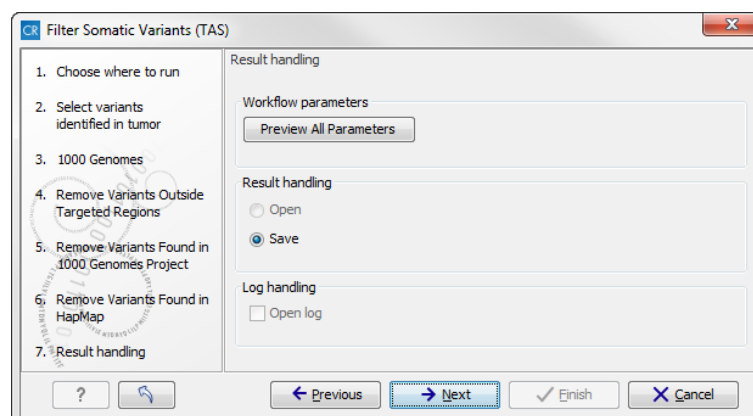 CR Filter Somatic Variants (TAS)
X
1. Choose where to run
2. Select variants
identified in tumor
3. 1000 Genomes
4. Remove Variants Outside
Targeted Regions
5. Remove Variants Found in
1000 Genomes Project
6. Remove Variants Found in
HapMap
7. Result handling
Result handling
Workflow parameters
Preview All Parameters
Result handling
Open
Save
Log handling
Open log
? Previous Next Finish Cancel